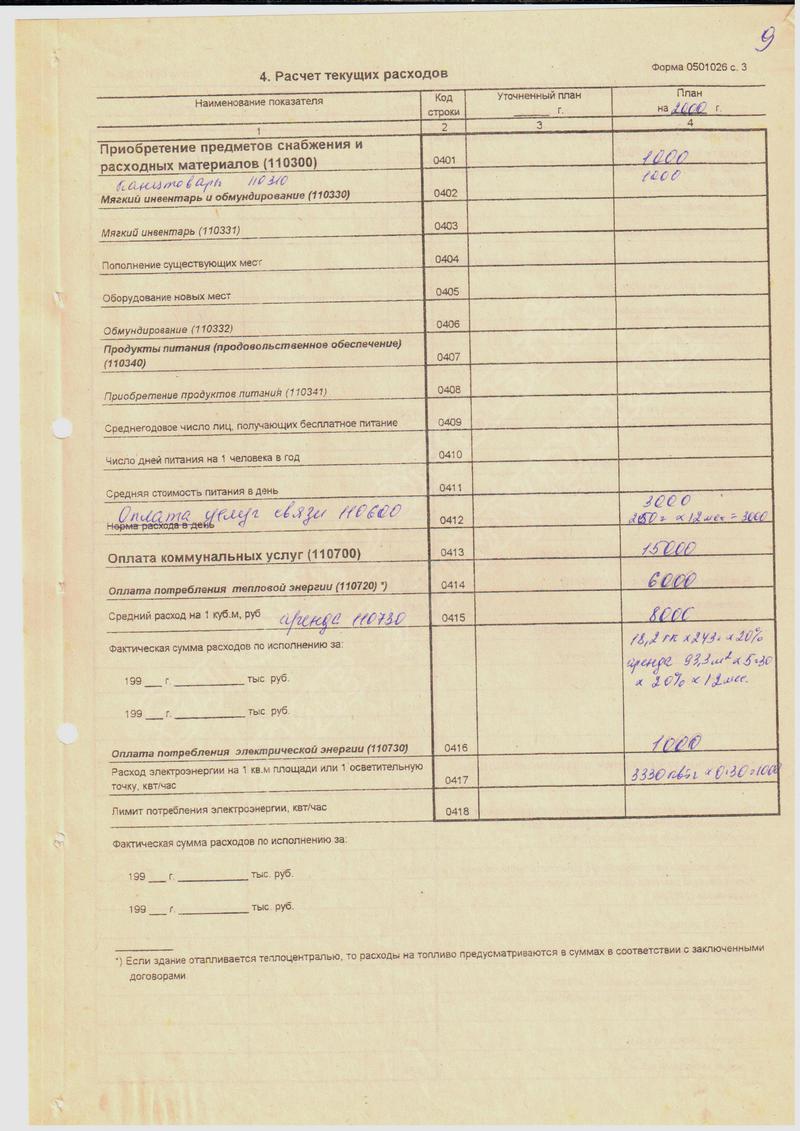 9
Форма 0501026 с. 3
4. Расчет текущих расходов
Наименование показателя
Код строки
Уточненный план
____ г.
План
на 2000 г.
1 2 3 4
Приобретение предметов снабжения и
расходных материалов (110300) 0401 1000
канцтовары 110310 1000
Мягкий инвентарь и обмундирование (110330) 0402
Мягкий инвентарь (110331) 0403
Пополнение существующих мест 0404
Оборудование новых мест 0405
Обмундирование (110332) 0406
Продукты питания (продовольственное обеспечение)
(110340) 0407
Приобретение продуктов питания (110341) 0408
Среднегодовое число лиц, получающих бесплатное питание 0409
Число дней питания на 1 человека в год 0410
Средняя стоимость питания в день 0411
Оплата услуг связи 110600 3000
Норма расхода в день 0412 250= х 12 мес = 3000
Оплата коммунальных услуг (110700) 0413 15000
Оплата потребления тепловой энергии (110720) *) 0414 6000
Средний расход на 1 куб.м, руб аренда 110730 0415 8000
18,2 гк х 243= х 20%
Фактическая сумма расходов по исполнению за:
аренда 93,3 м² х 5-30
199 ___ г. __________ тыс. руб.
х 20% х 12 мес.
199 ___ г. __________ тыс. руб.
Оплата потребления электрической энергии (110730) 0416 1000
Расход электроэнергии на 1 кв.м площади или 1 осветительную
точку, квт/час 0417 3330 квт х 0-30=1000
Лимит потребления электроэнергии, квт/час 0418
Фактическая сумма расходов по исполнению за:
199 ___ г. __________ тыс. руб.
199 ___ г. __________ тыс. руб.
*) Если здание отапливается теплоцентралью, то расходы на топливо предусматриваются в суммах в соответствии с заключенными
договорами